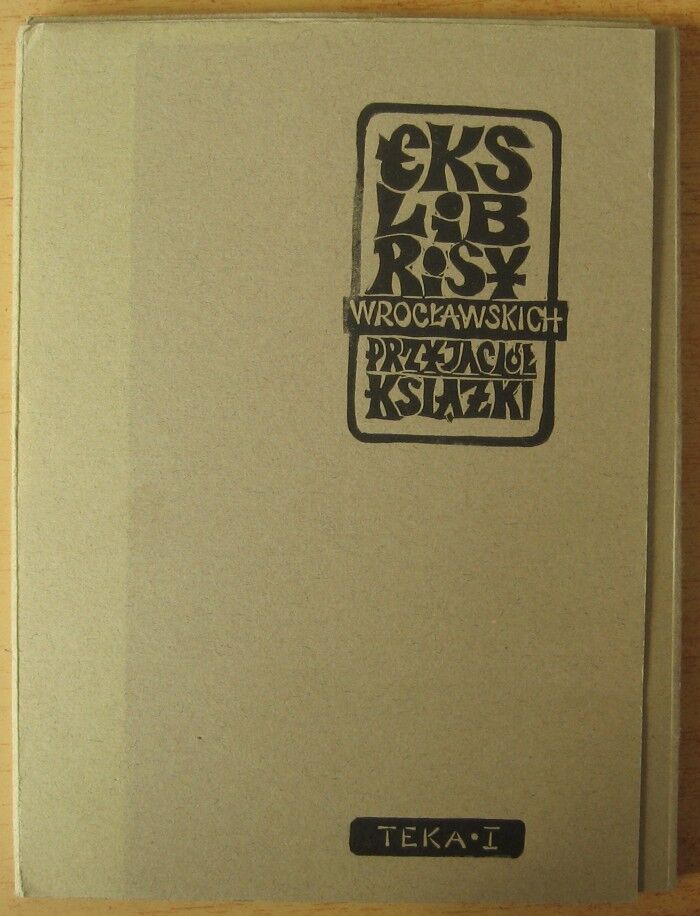 EKS
LiB
RiSY
WROCŁAWSKICH
PRZYJACIÓŁ
KSIĄŻKI
TEKA • I